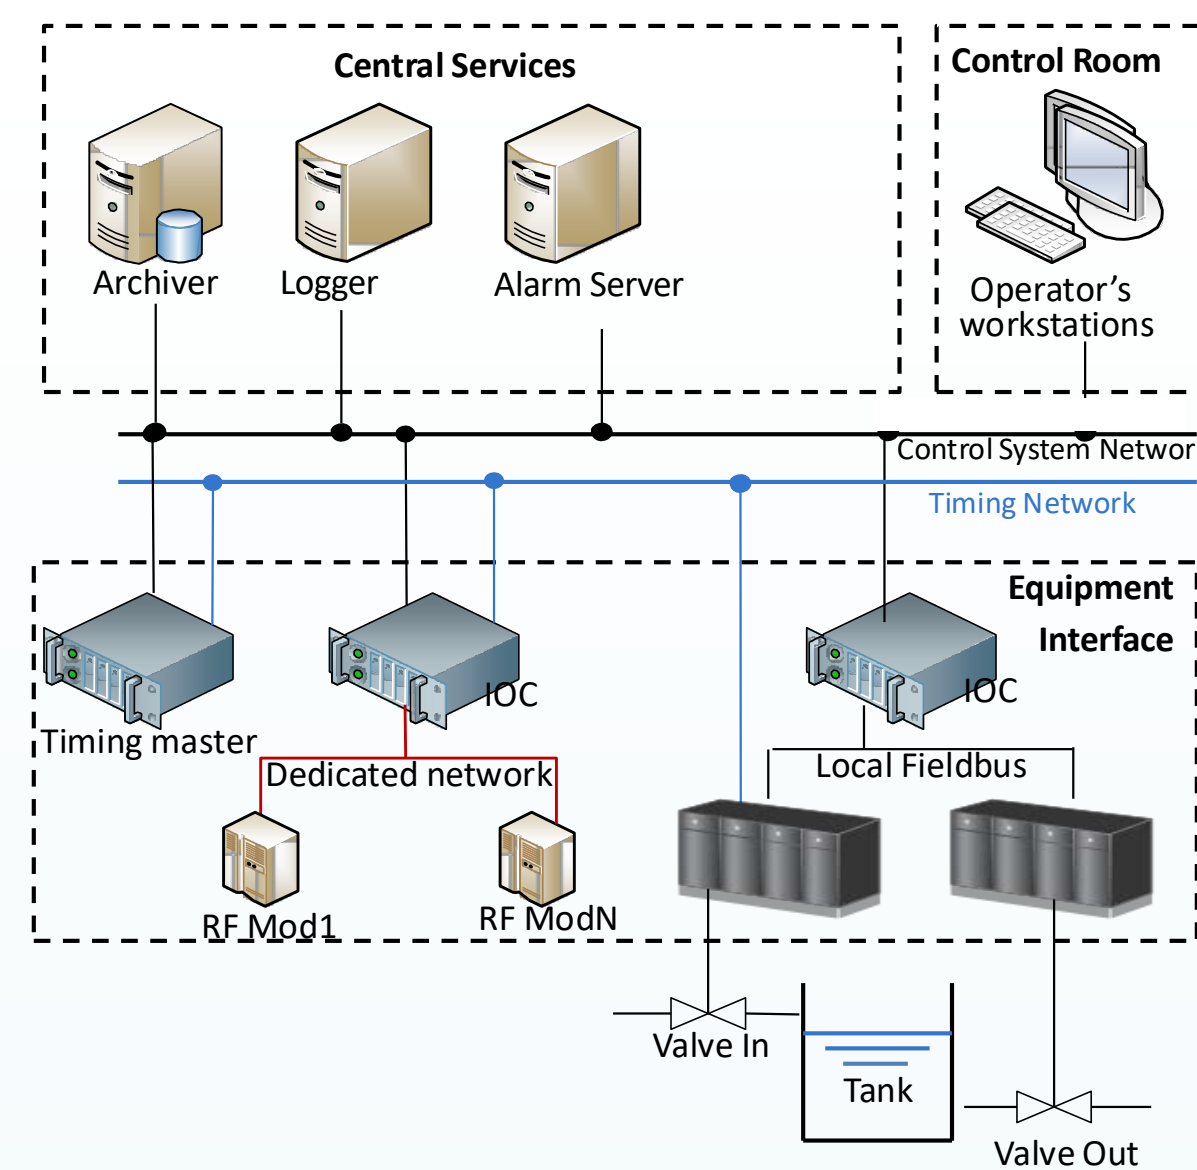 Central Services
Control Room
Archiver
Logger
Alarm Server
Operator's
workstations
Control System Networ
Timing Network
Equipment
Interface
IOC
IOC
Timing master
Dedicated network
Local Fieldbus
RF Mod1
RF ModN
Valve In
Tank
Valve Out